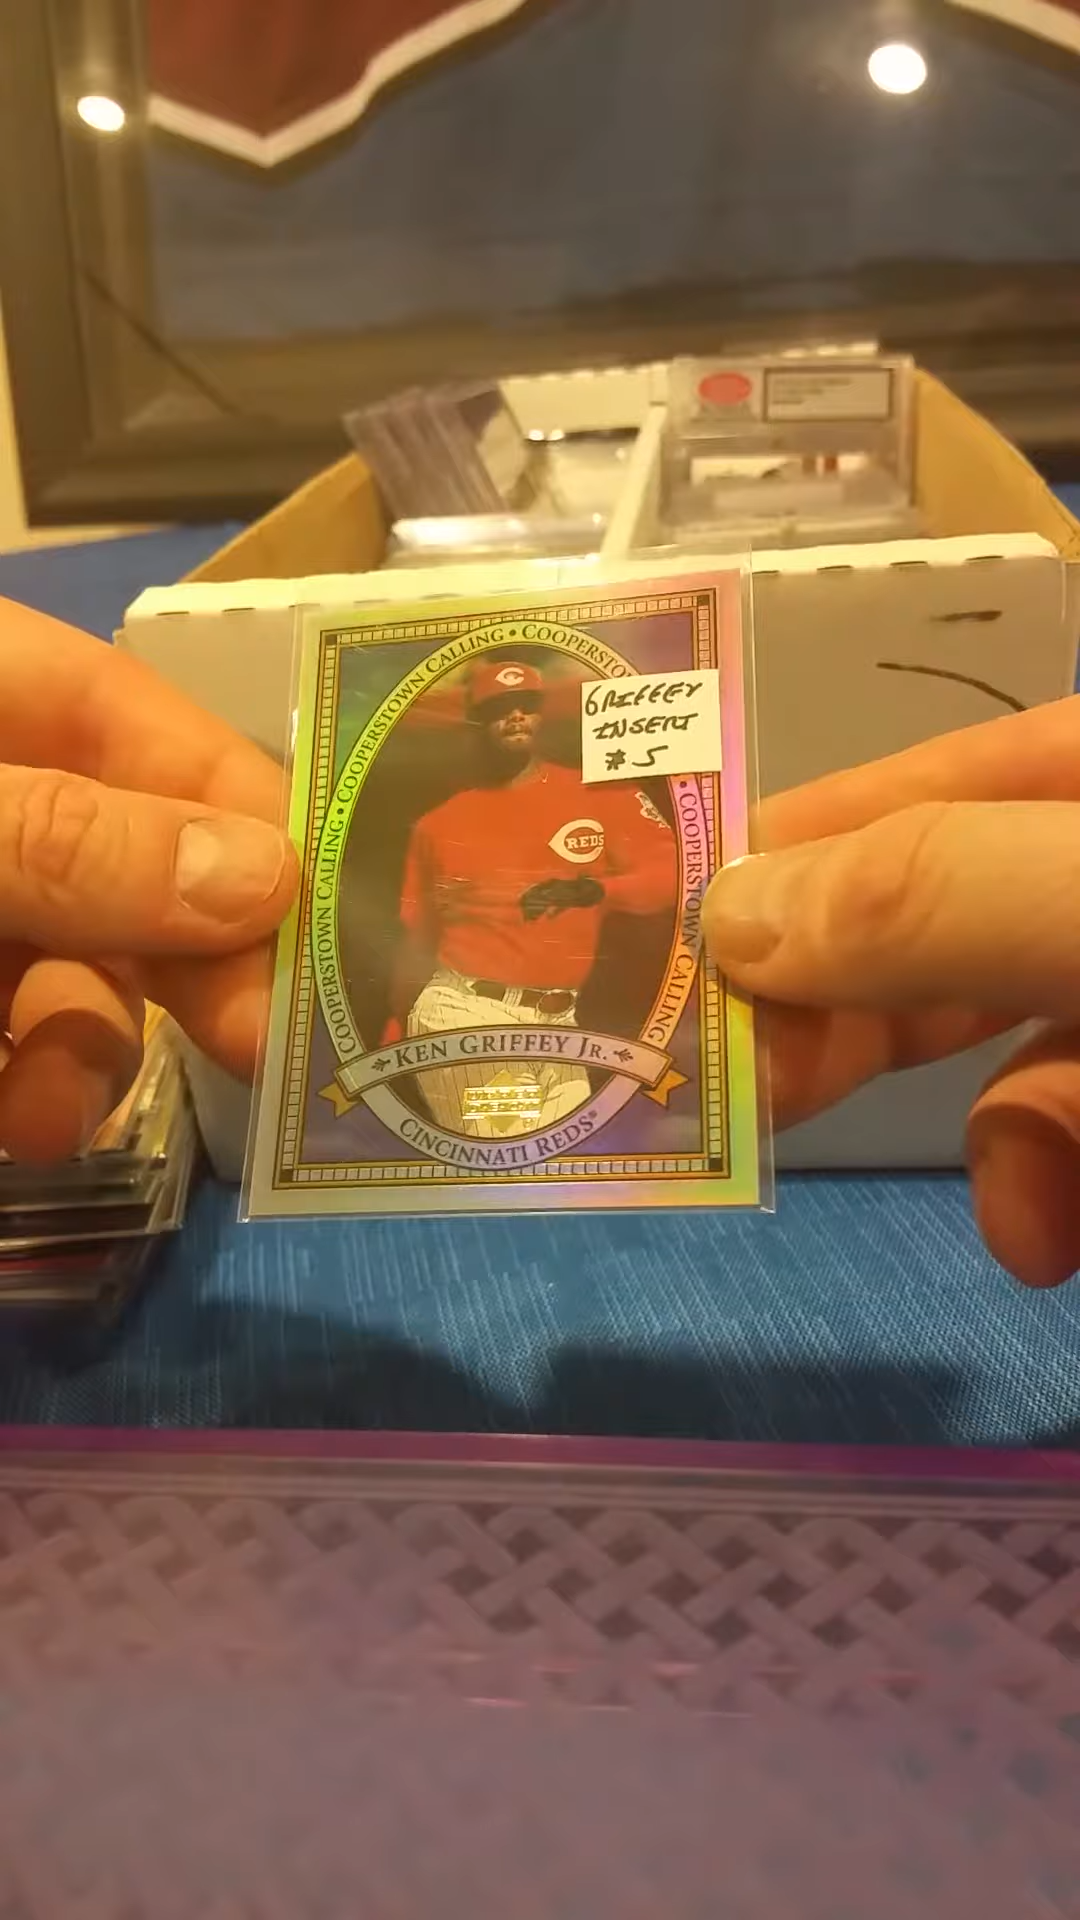 COOPERSTOWN CALLING • COOPERSTOWN CALLING • COOPERSTO
• COOPERSTOWN CALLING
GRIFFEY
INSERT
# 5
C
REDS
KEN GRIFFEY JR.
CINCINNATI REDS®